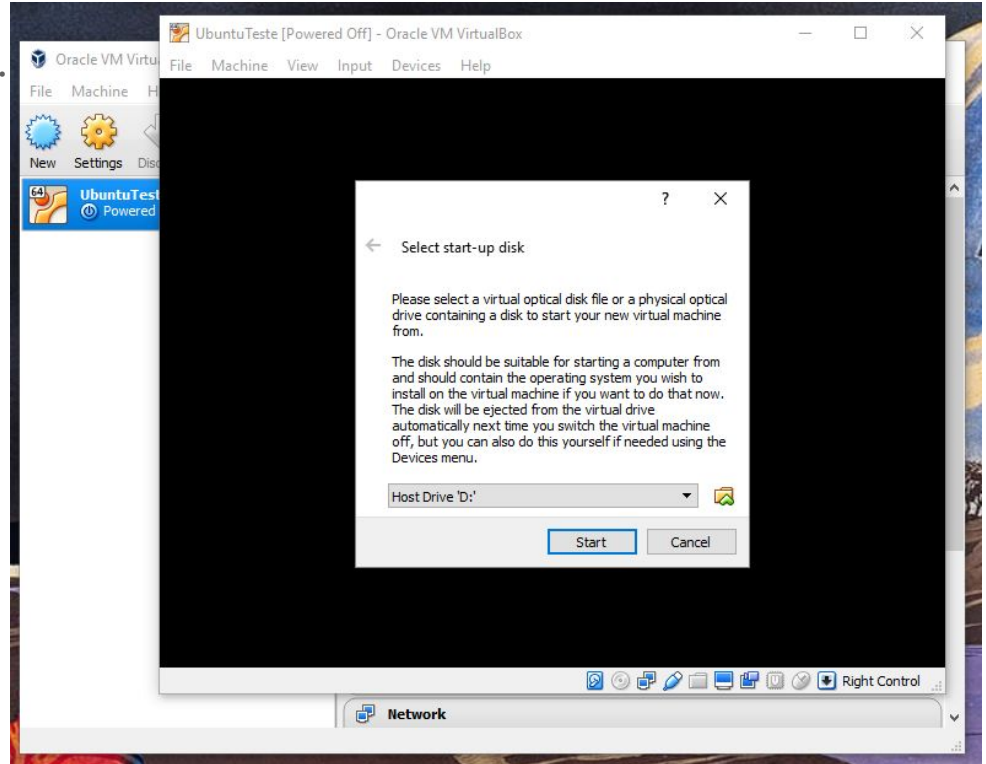 UbuntuTeste [Powered Off] - Oracle VM VirtualBox
File Machine View Input Devices Help
Oracle VM
File Machine
New Settings
64
UbuntuTest
Powered
Select start-up disk
Please select a virtual optical disk file or a physical optical
drive containing a disk to start your new virtual machine
from.
The disk should be suitable for starting a computer from
and should contain the operating system you wish to
install on the virtual machine if you want to do that now.
The disk will be ejected from the virtual drive
automatically next time you switch the virtual machine
off, but you can also do this yourself if needed using the
Devices menu.
Host Drive 'D:'
Start Cancel
Right Control
Network